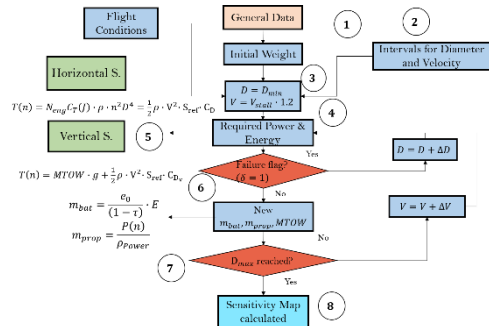 General Data
1
2
Flight
Conditions
Initial Weight
Intervals for Diameter
and Velocity
Horizontal S.
3
D = D_min
V = V_stall · 1.2
T(n) = N_eng C_T(J) · ρ · n²D⁴ = ½ρ · V² · S_ref · C_D
4
Vertical S.
5
Required Power &
Energy
Yes
D = D + ΔD
Failure flag?
(δ = 1)
T(n) = MTOW · g + ½ρ · V² · S_ref · C_Dv
6
No
m_bat = e₀ / (1 − τ) · E
New
m_bat, m_prop, MTOW
V = V + ΔV
m_prop = P(n) / ρ_Power
No
7
D_max reached?
Yes
Sensitivity Map
calculated
8